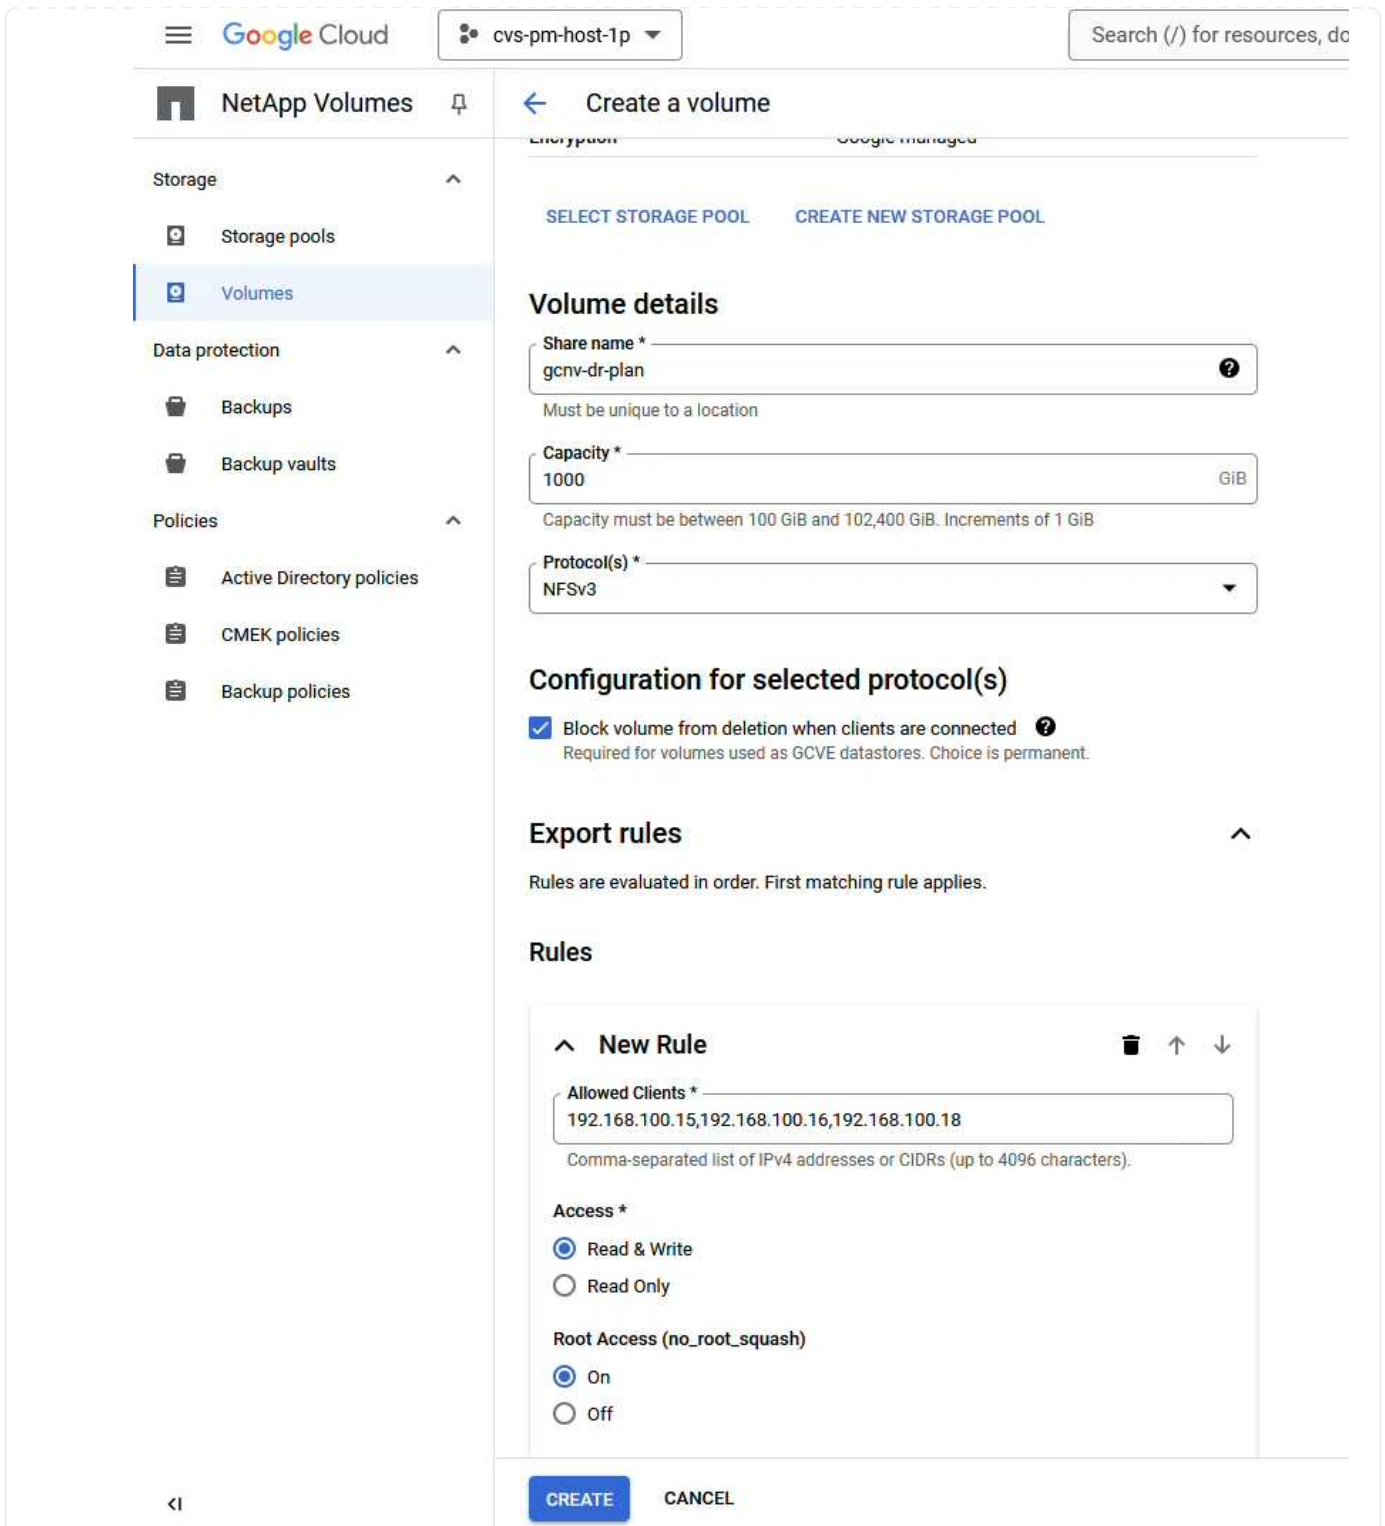 Google Cloud
cvs-pm-host-1p
Search (/) for resources, do
NetApp Volumes
Create a volume
Encryption Google managed
Storage
Storage pools
Volumes
Data protection
Backups
Backup vaults
Policies
Active Directory policies
CMEK policies
Backup policies
SELECT STORAGE POOL CREATE NEW STORAGE POOL
Volume details
Share name *
gcnv-dr-plan
Must be unique to a location
Capacity *
1000 GiB
Capacity must be between 100 GiB and 102,400 GiB. Increments of 1 GiB
Protocol(s) *
NFSv3
Configuration for selected protocol(s)
Block volume from deletion when clients are connected
Required for volumes used as GCVE datastores. Choice is permanent.
Export rules
Rules are evaluated in order. First matching rule applies.
Rules
New Rule
Allowed Clients *
192.168.100.15,192.168.100.16,192.168.100.18
Comma-separated list of IPv4 addresses or CIDRs (up to 4096 characters).
Access *
Read & Write
Read Only
Root Access (no_root_squash)
On
Off
CREATE CANCEL